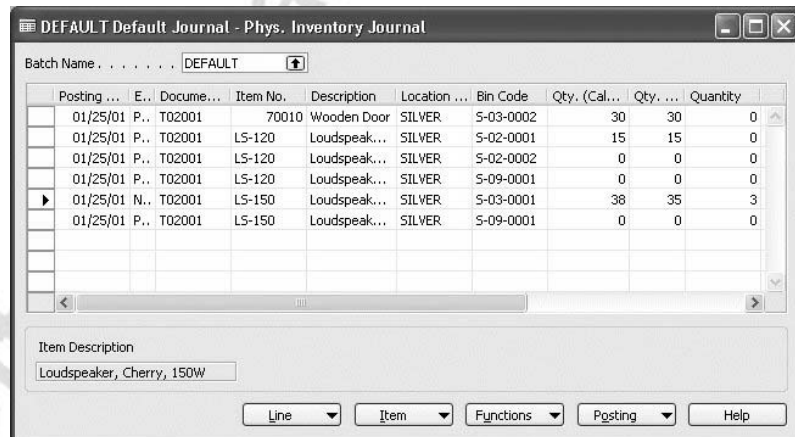 DEFAULT Default Journal - Phys. Inventory Journal
Batch Name . . . . . . . DEFAULT
Posting ... E.. Docume... Item No. Description Location ... Bin Code Qty. (Cal... Qty. ... Quantity
01/25/01 P.. T02001 70010 Wooden Door SILVER S-03-0002 30 30 0
01/25/01 P.. T02001 LS-120 Loudspeak... SILVER S-02-0001 15 15 0
01/25/01 P.. T02001 LS-120 Loudspeak... SILVER S-02-0002 0 0 0
01/25/01 P.. T02001 LS-120 Loudspeak... SILVER S-09-0001 0 0 0
01/25/01 N.. T02001 LS-150 Loudspeak... SILVER S-03-0001 38 35 3
01/25/01 P.. T02001 LS-150 Loudspeak... SILVER S-09-0001 0 0 0
Item Description
Loudspeaker, Cherry, 150W
Line Item Functions Posting Help